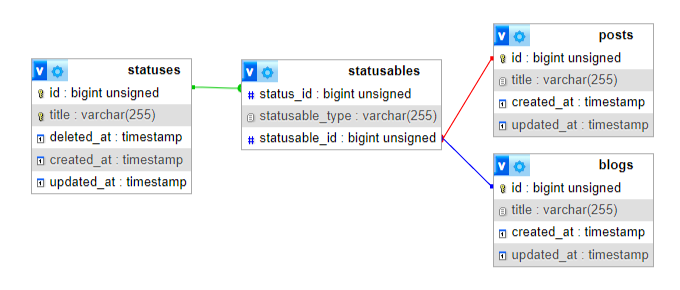 v statuses
id : bigint unsigned
title : varchar(255)
deleted_at : timestamp
created_at : timestamp
updated_at : timestamp
v statusables
# status_id : bigint unsigned
statusable_type : varchar(255)
# statusable_id : bigint unsigned
v posts
id : bigint unsigned
title : varchar(255)
created_at : timestamp
updated_at : timestamp
v blogs
id : bigint unsigned
title : varchar(255)
created_at : timestamp
updated_at : timestamp